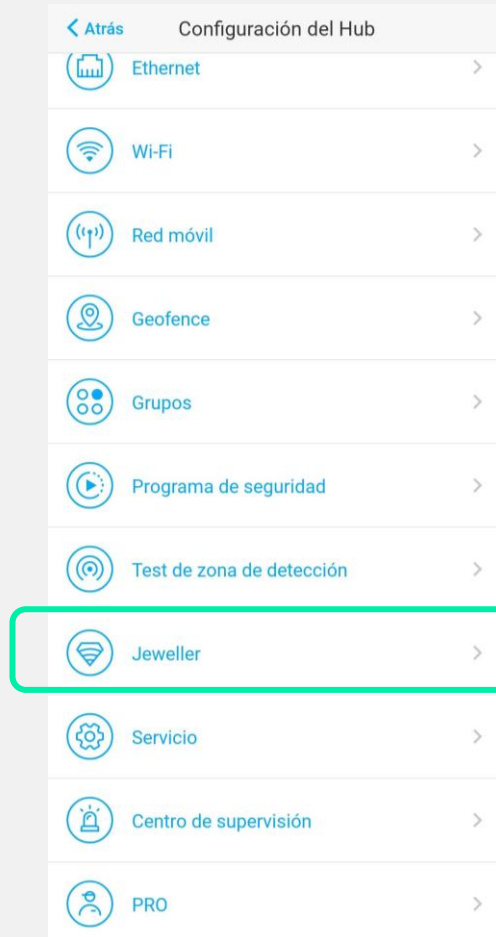 Atrás Configuración del Hub
Ethernet
Wi-Fi
Red móvil
Geofence
Grupos
Programa de seguridad
Test de zona de detección
Jeweller
Servicio
Centro de supervisión
PRO